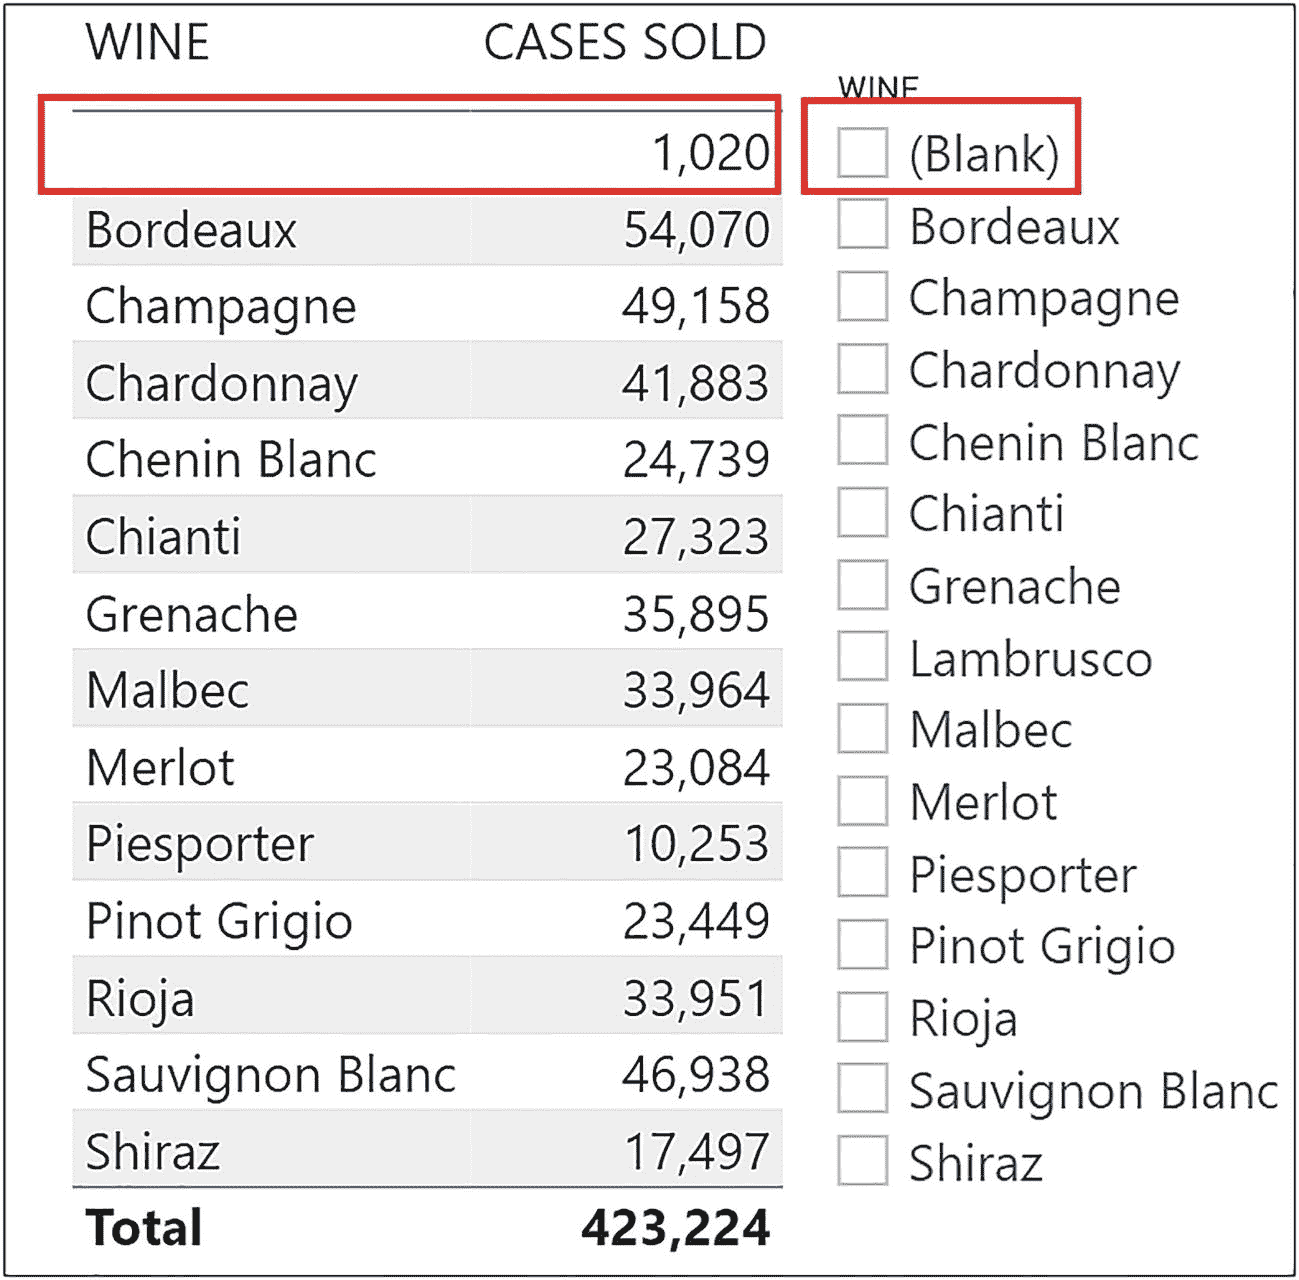 WINE CASES SOLD
1,020
Bordeaux 54,070
Champagne 49,158
Chardonnay 41,883
Chenin Blanc 24,739
Chianti 27,323
Grenache 35,895
Malbec 33,964
Merlot 23,084
Piesporter 10,253
Pinot Grigio 23,449
Rioja 33,951
Sauvignon Blanc 46,938
Shiraz 17,497
Total 423,224
WINE
(Blank)
Bordeaux
Champagne
Chardonnay
Chenin Blanc
Chianti
Grenache
Lambrusco
Malbec
Merlot
Piesporter
Pinot Grigio
Rioja
Sauvignon Blanc
Shiraz